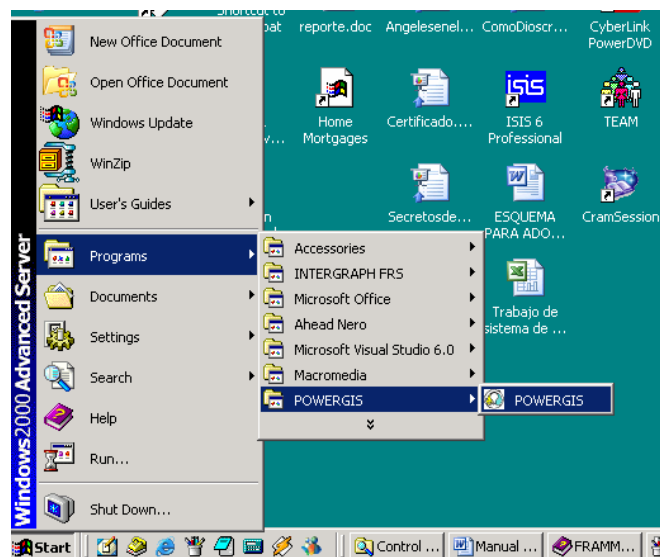 Shortcut to
New Office Document
Open Office Document
Windows Update
WinZip
User's Guides
Programs
Documents
Settings
Search
Help
Run...
Shut Down...
Windows2000 Advanced Server
Accessories
INTERGRAPH FRS
Microsoft Office
Ahead Nero
Microsoft Visual Studio 6.0
Macromedia
POWERGIS
POWERGIS
reporte.doc
Angelesenel...
ComoDioscr...
CyberLink
PowerDVD
Home
Mortgages
Certificado....
isis
ISIS 6
Professional
TEAM
Secretosde...
ESQUEMA
PARA ADO...
CramSession
Trabajo de
sistema de ...
Start
Control ...
Manual ...
FRAMM...